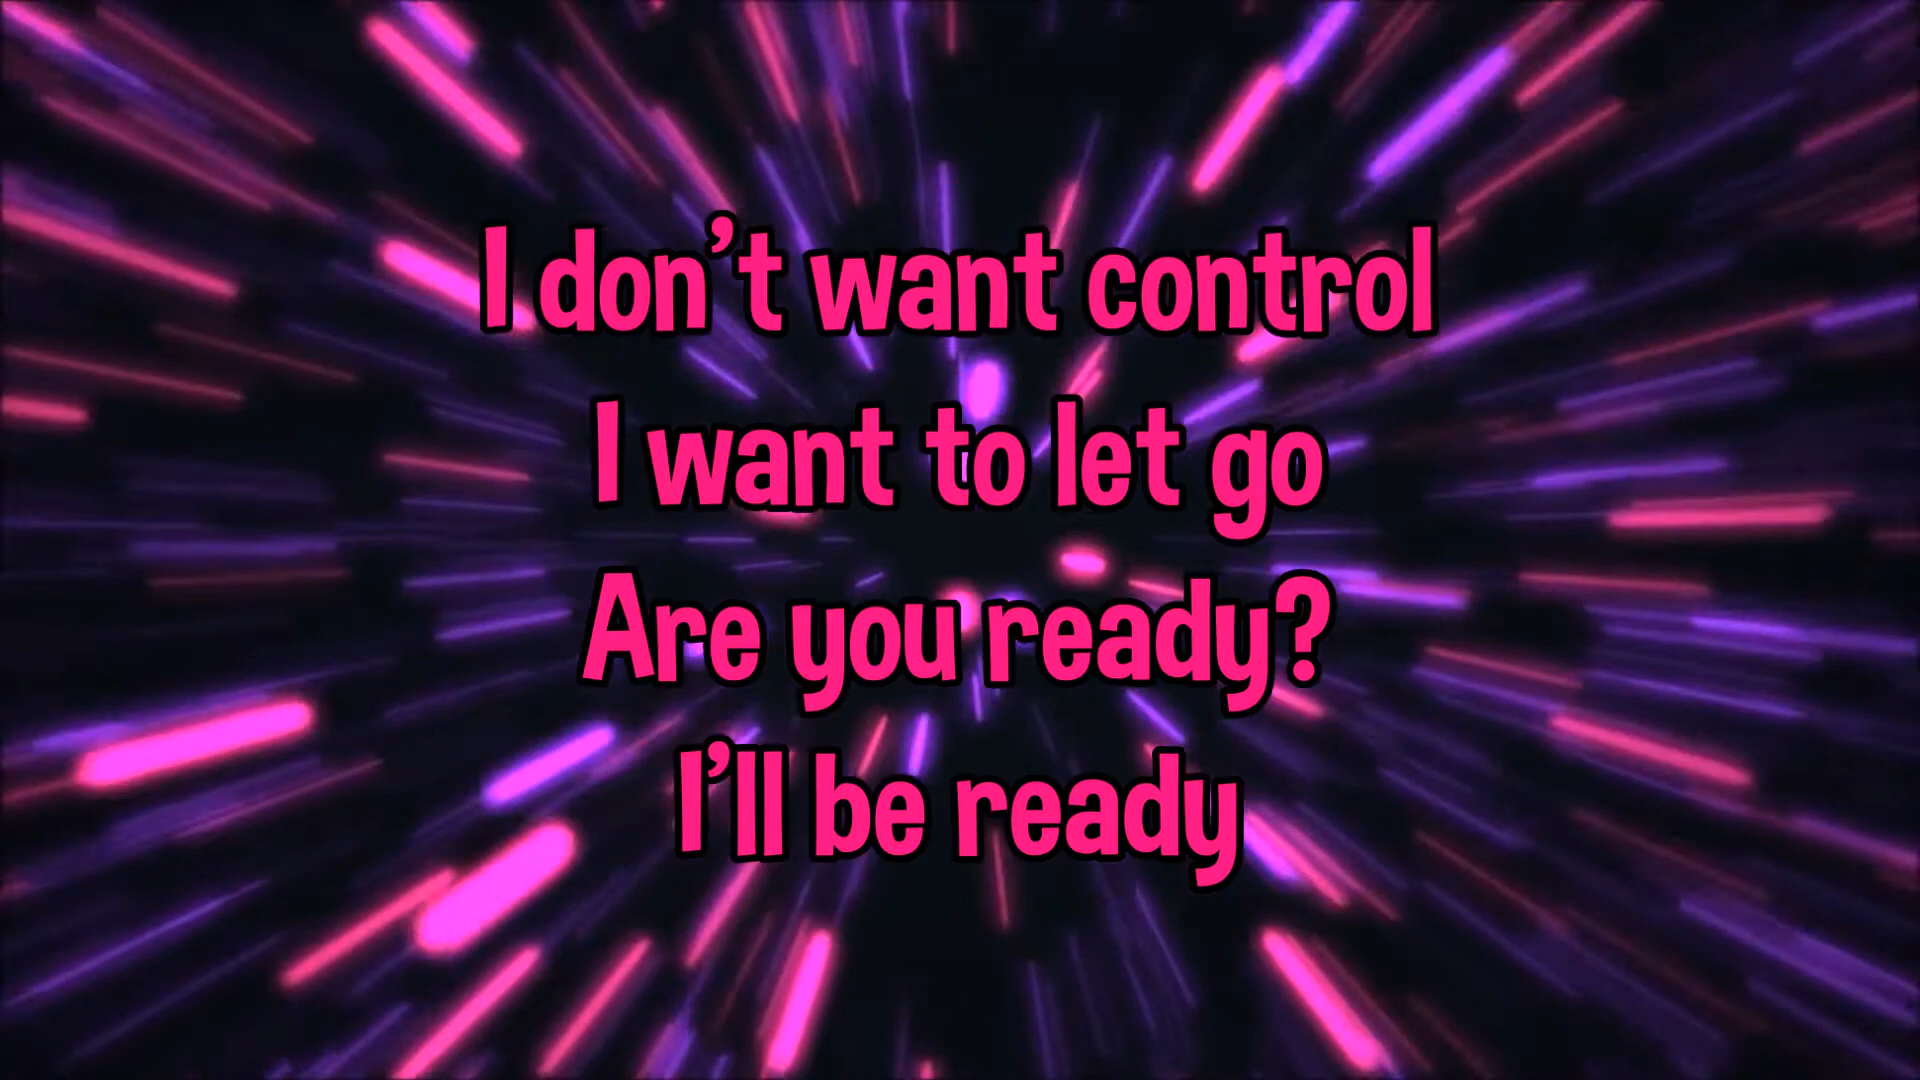 I don’t want control
I want to let go
Are you ready?
I’ll be ready